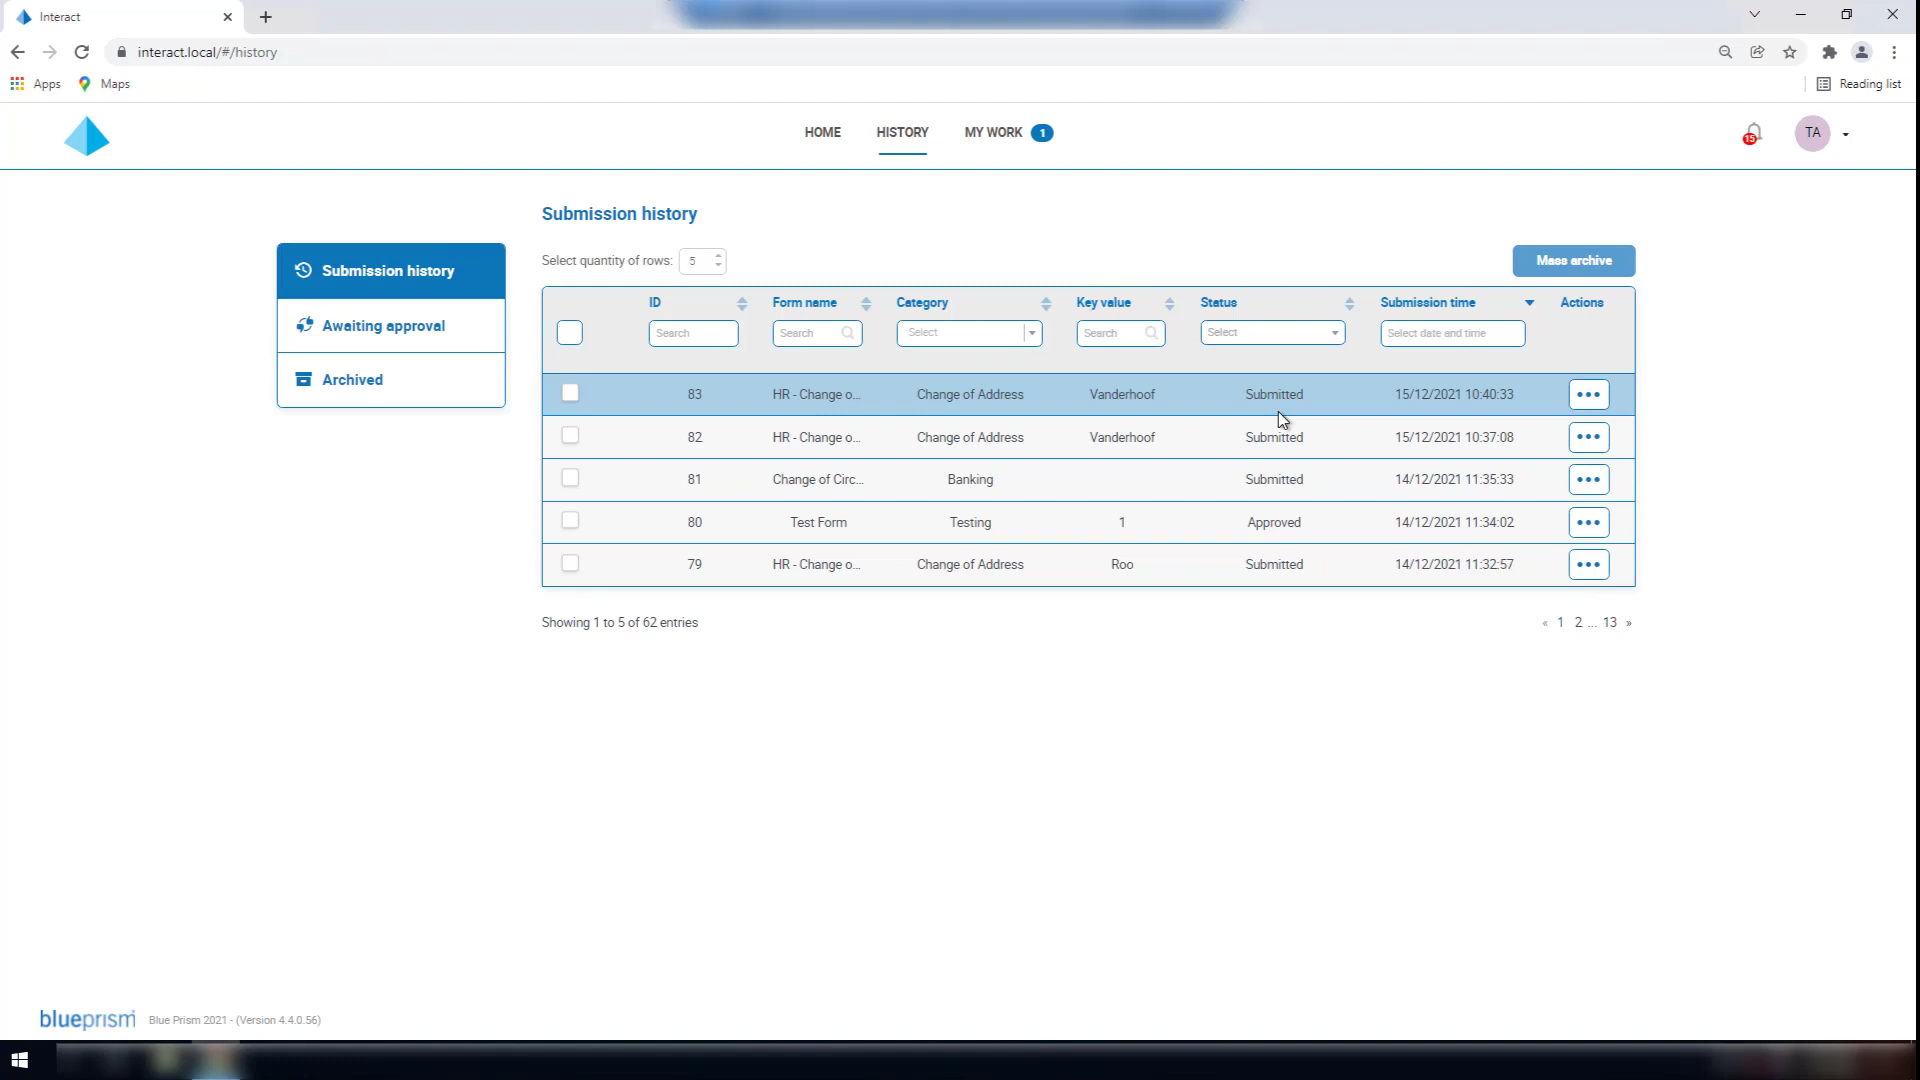 Interact
interact.local/#/history
Apps
Maps
Reading list
HOME
HISTORY
MY WORK 1
15
TA
Submission history
Submission history
Awaiting approval
Archived
Select quantity of rows: 5
Mass archive
ID Form name Category Key value Status Submission time Actions
Search Search Select Search Select Select date and time
83 HR - Change o... Change of Address Vanderhoof Submitted 15/12/2021 10:40:33
82 HR - Change o... Change of Address Vanderhoof Submitted 15/12/2021 10:37:08
81 Change of Circ... Banking Submitted 14/12/2021 11:35:33
80 Test Form Testing 1 Approved 14/12/2021 11:34:02
79 HR - Change o... Change of Address Roo Submitted 14/12/2021 11:32:57
Showing 1 to 5 of 62 entries
« 1 2 ... 13 »
blueprism Blue Prism 2021 - (Version 4.4.0.56)